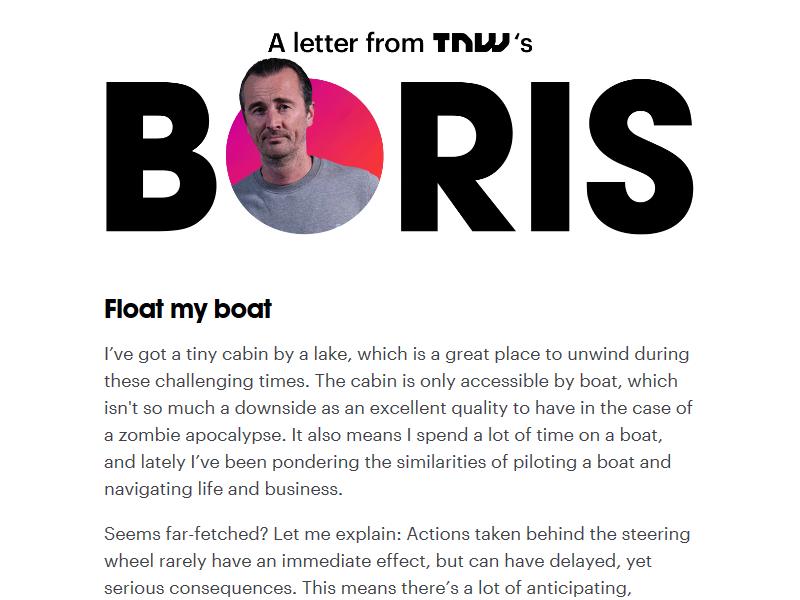 A letter from TNW‘s
BORIS
Float my boat
I’ve got a tiny cabin by a lake, which is a great place to unwind during
these challenging times. The cabin is only accessible by boat, which
isn't so much a downside as an excellent quality to have in the case of
a zombie apocalypse. It also means I spend a lot of time on a boat,
and lately I’ve been pondering the similarities of piloting a boat and
navigating life and business.
Seems far-fetched? Let me explain: Actions taken behind the steering
wheel rarely have an immediate effect, but can have delayed, yet
serious consequences. This means there’s a lot of anticipating,